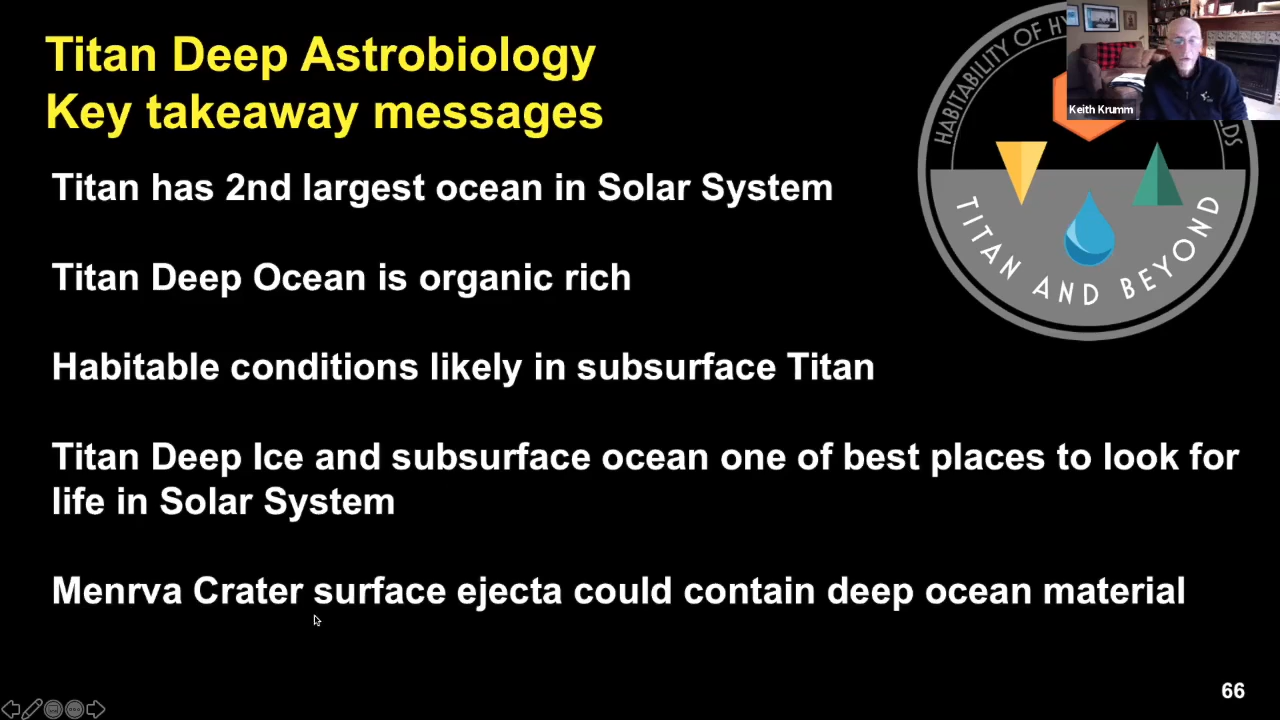 Titan Deep Astrobiology
Key takeaway messages
Titan has 2nd largest ocean in Solar System
Titan Deep Ocean is organic rich
Habitable conditions likely in subsurface Titan
Titan Deep Ice and subsurface ocean one of best places to look for
life in Solar System
Menrva Crater surface ejecta could contain deep ocean material
HABITABILITY OF
TITAN AND BEYOND
Keith Krumm
66